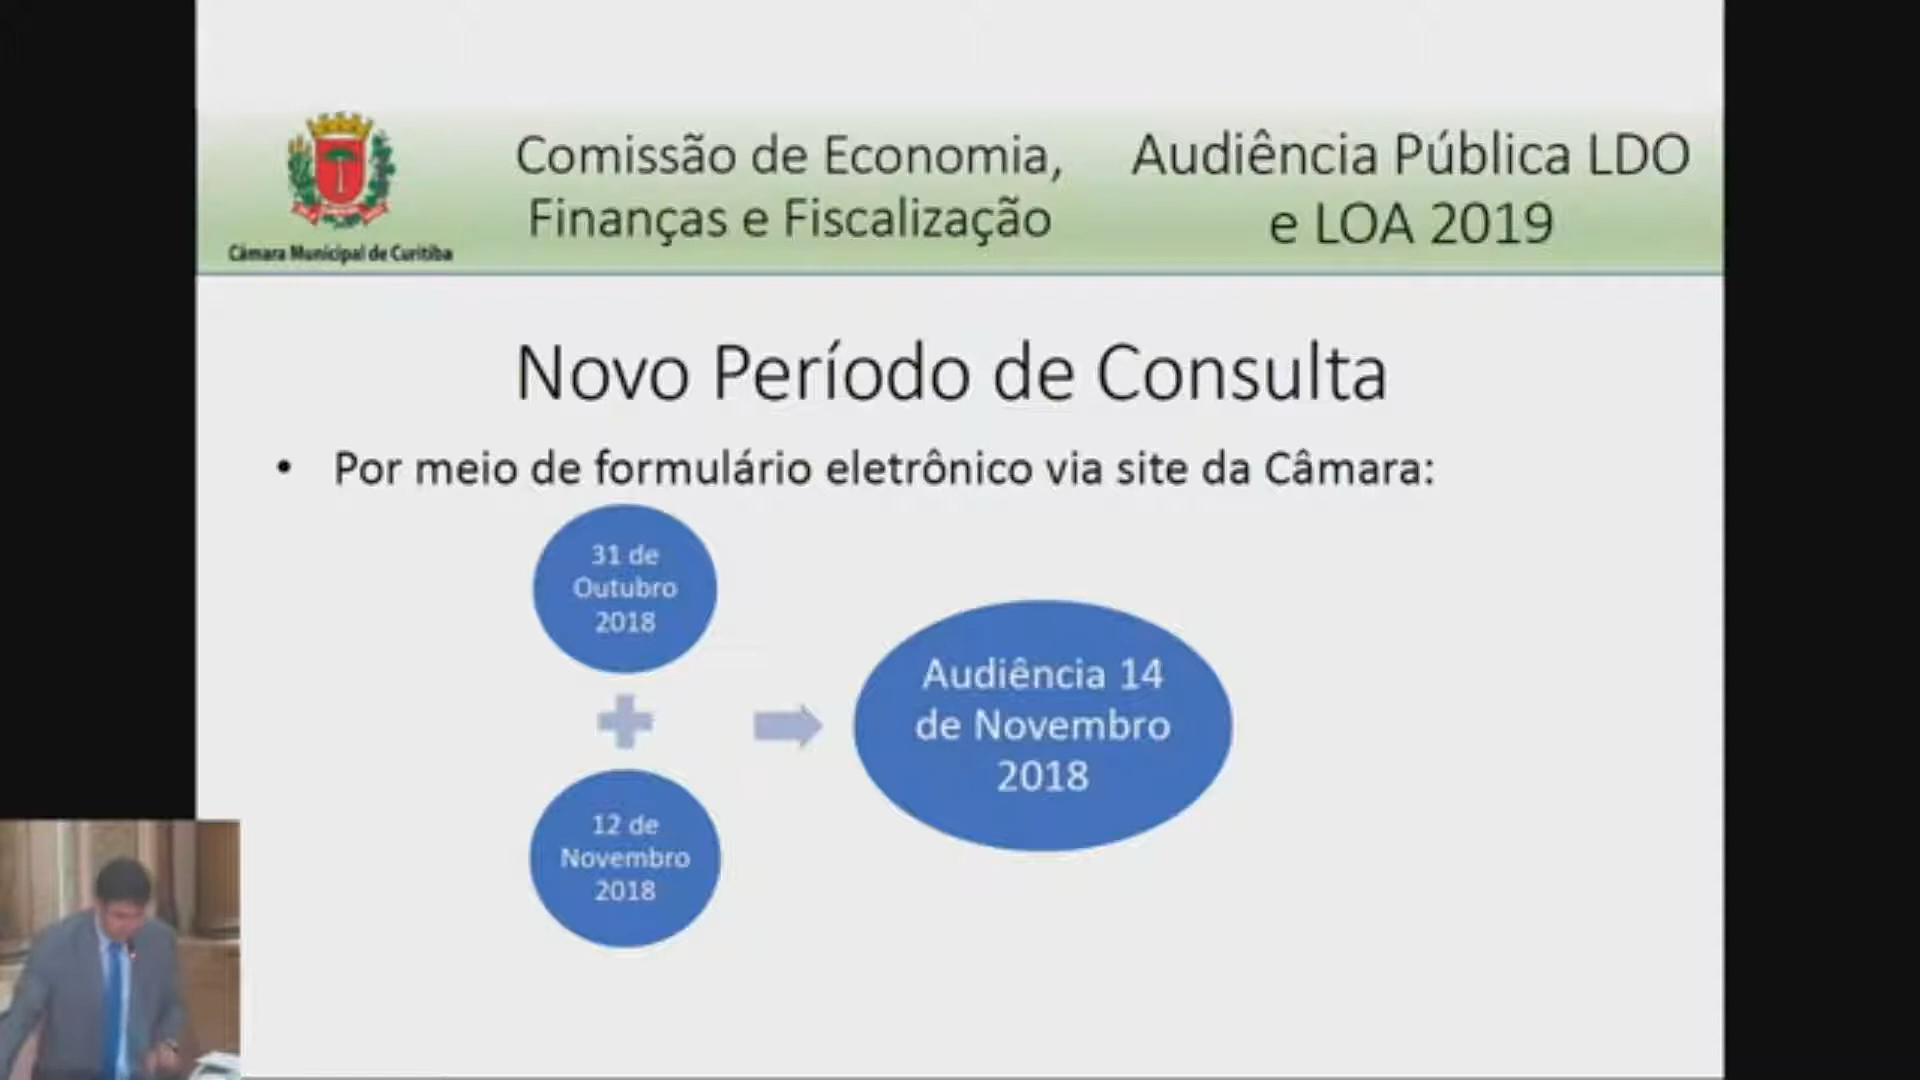 Câmara Municipal de Curitiba
Comissão de Economia,
Finanças e Fiscalização
Audiência Pública LDO
e LOA 2019
Novo Período de Consulta
• Por meio de formulário eletrônico via site da Câmara:
31 de
Outubro
2018
12 de
Novembro
2018
Audiência 14
de Novembro
2018